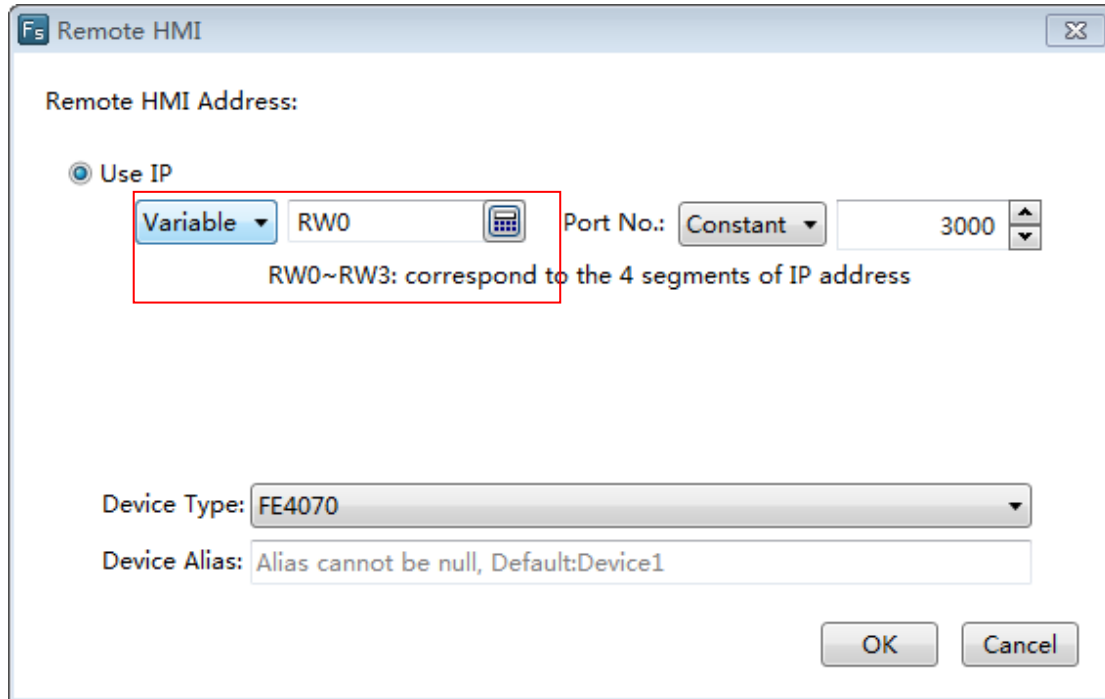 Fs Remote HMI
Remote HMI Address:
Use IP
Variable RW0 Port No.: Constant 3000
RW0~RW3: correspond to the 4 segments of IP address
Device Type: FE4070
Device Alias: Alias cannot be null, Default:Device1
OK Cancel